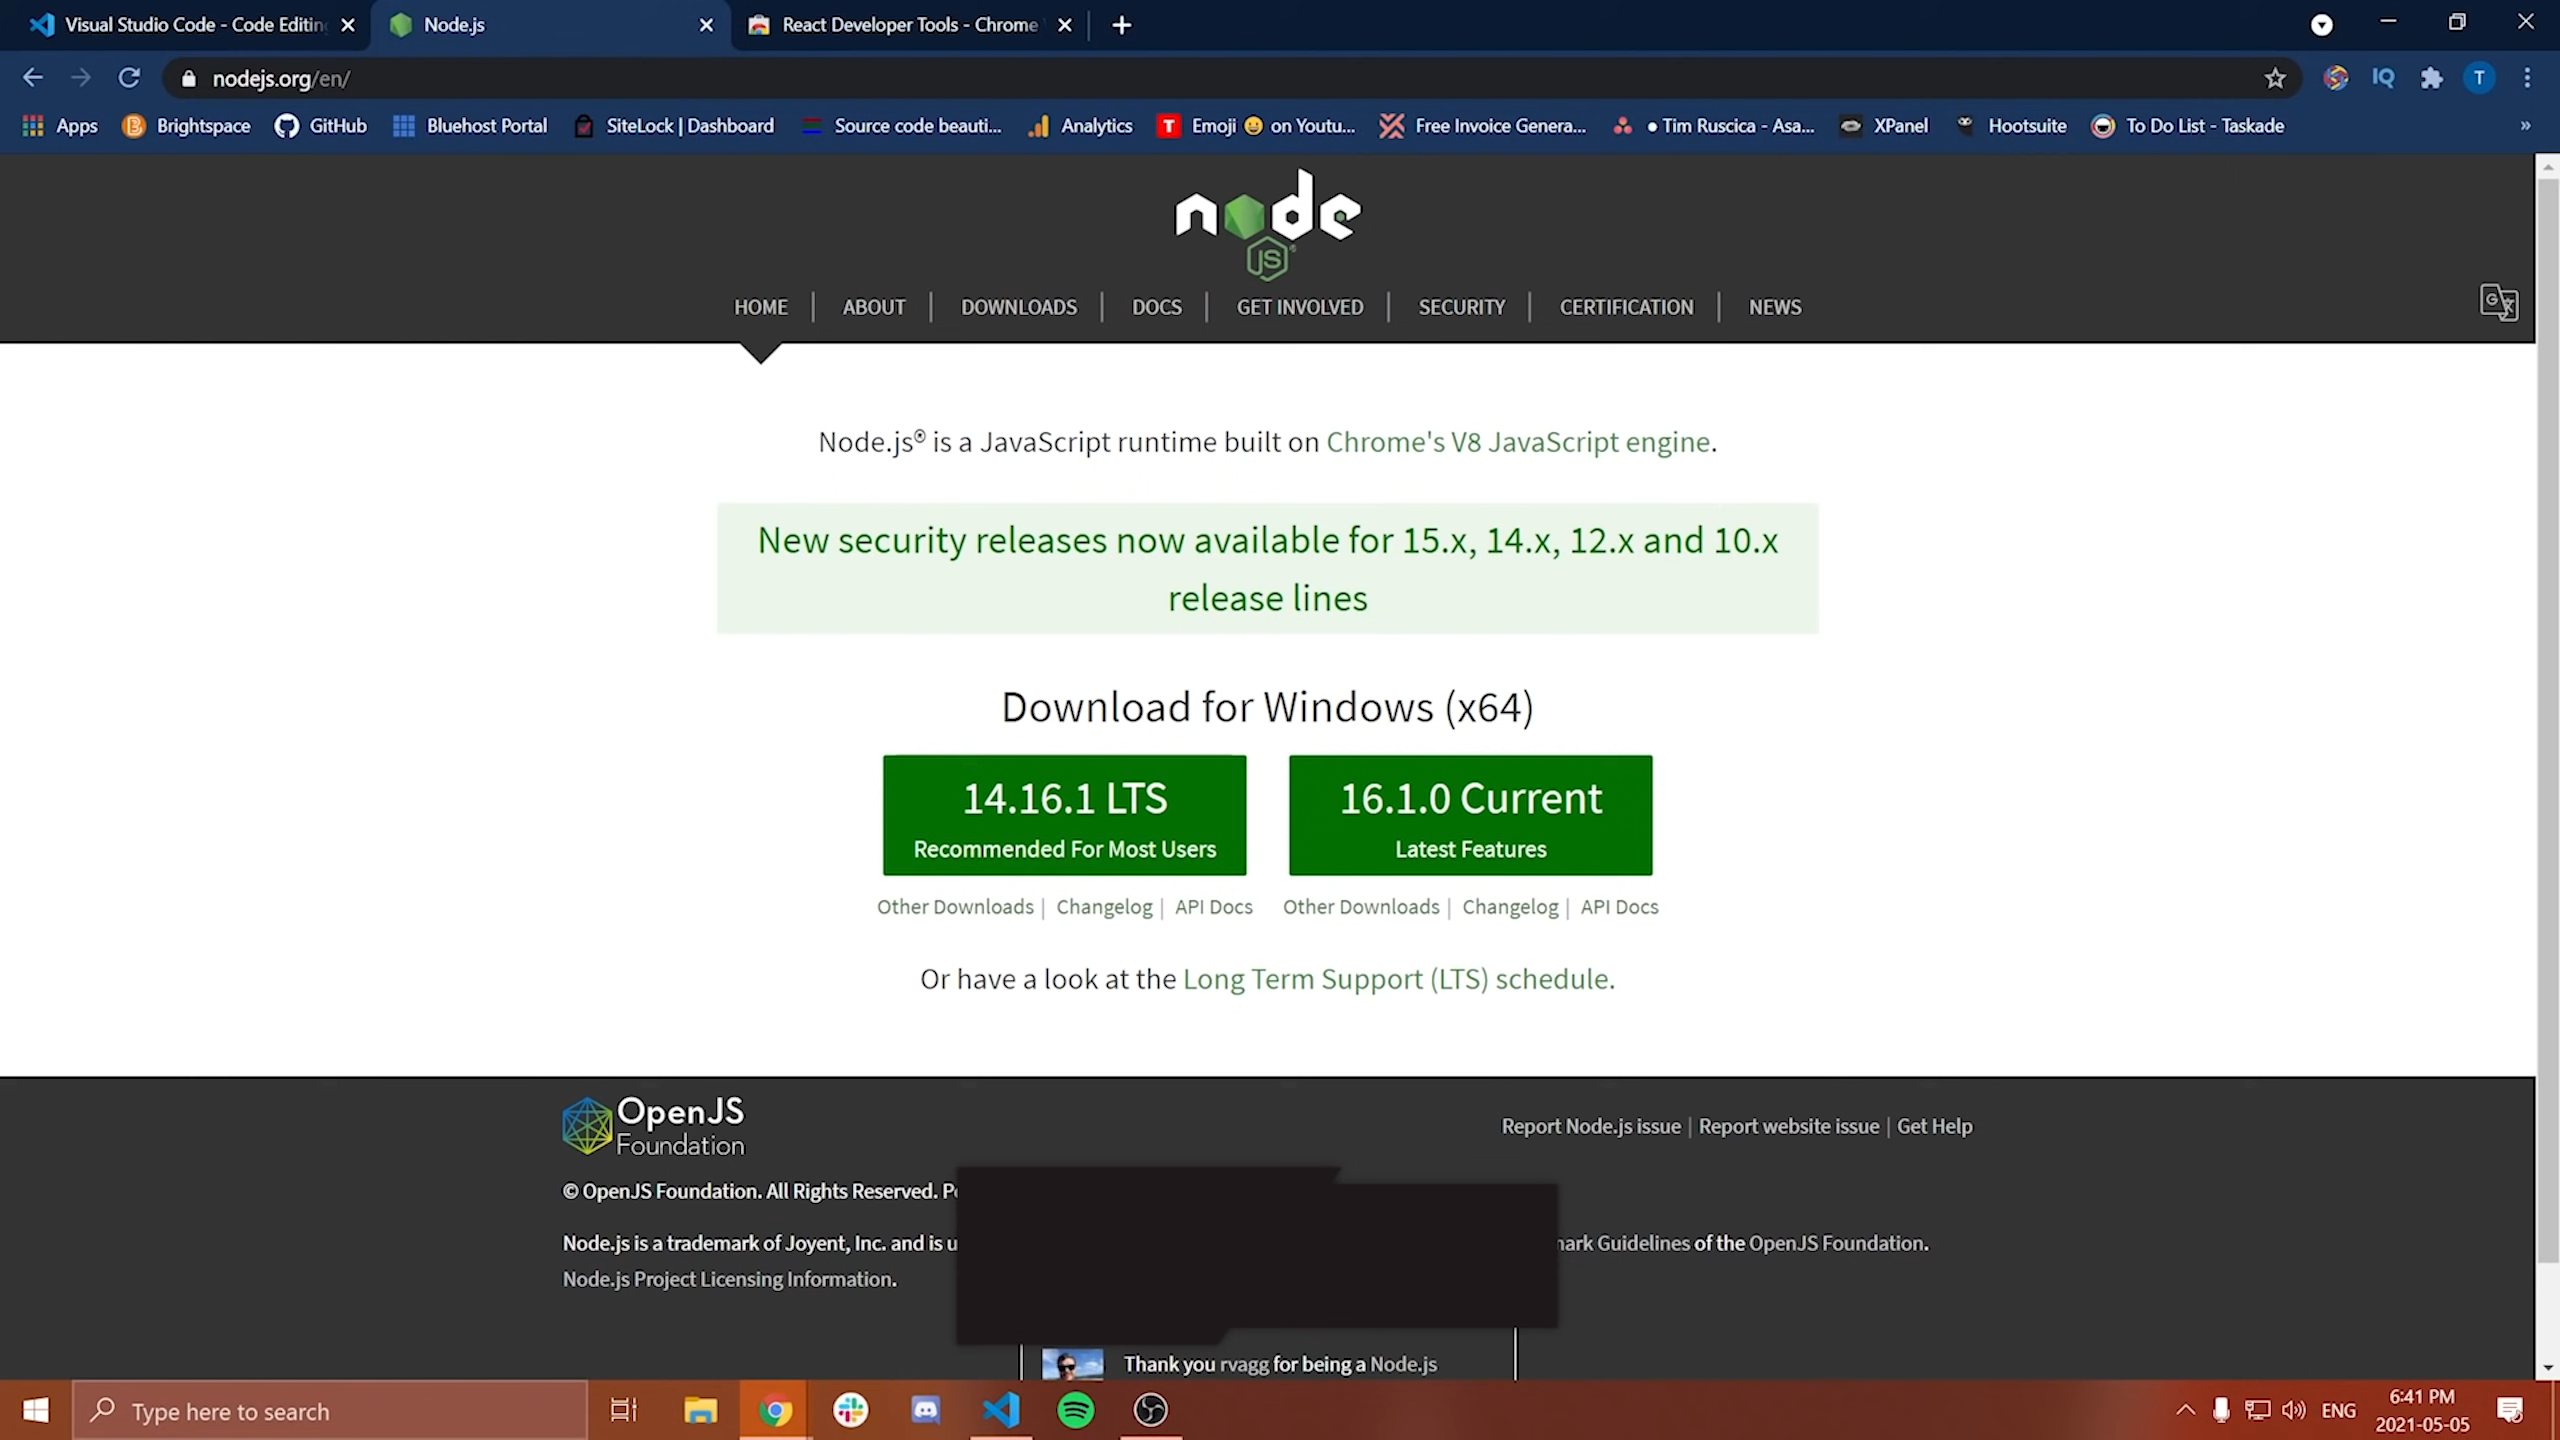 Visual Studio Code - Code Editin
Node.js
React Developer Tools - Chrome
nodejs.org/en/
IQ
T
Apps
Brightspace
GitHub
Bluehost Portal
SiteLock | Dashboard
Source code beauti...
Analytics
T
Emoji 😀 on Youtu...
Free Invoice Genera...
• Tim Ruscica - Asa...
XPanel
Hootsuite
To Do List - Taskade
»
node
JS
HOME | ABOUT | DOWNLOADS | DOCS | GET INVOLVED | SECURITY | CERTIFICATION | NEWS
Node.js® is a JavaScript runtime built on Chrome's V8 JavaScript engine.
New security releases now available for 15.x, 14.x, 12.x and 10.x
release lines
Download for Windows (x64)
14.16.1 LTS
Recommended For Most Users
16.1.0 Current
Latest Features
Other Downloads | Changelog | API Docs
Other Downloads | Changelog | API Docs
Or have a look at the Long Term Support (LTS) schedule.
OpenJS
Foundation
Report Node.js issue | Report website issue | Get Help
© OpenJS Foundation. All Rights Reserved.
Node.js is a trademark of Joyent, Inc. and is
Guidelines of the OpenJS Foundation.
Node.js Project Licensing Information.
Thank you rvagg for being a Node.js
Type here to search
ENG
6:41 PM
2021-05-05